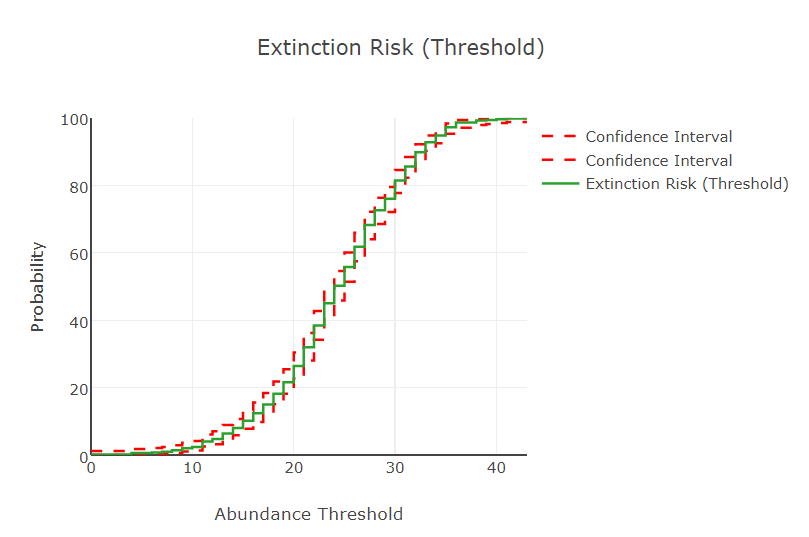 Extinction Risk (Threshold)
100
80
60
40
20
0
Probability
0 10 20 30 40
Abundance Threshold
Confidence Interval
Confidence Interval
Extinction Risk (Threshold)